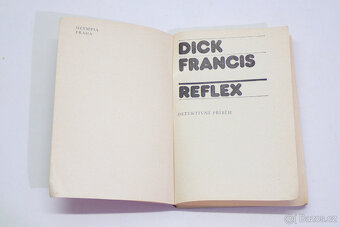 OLYMPIA
PRAHA
DICK
FRANCIS
REFLEX
DETEKTIVNÍ PŘÍBĚH
Bazos.cz